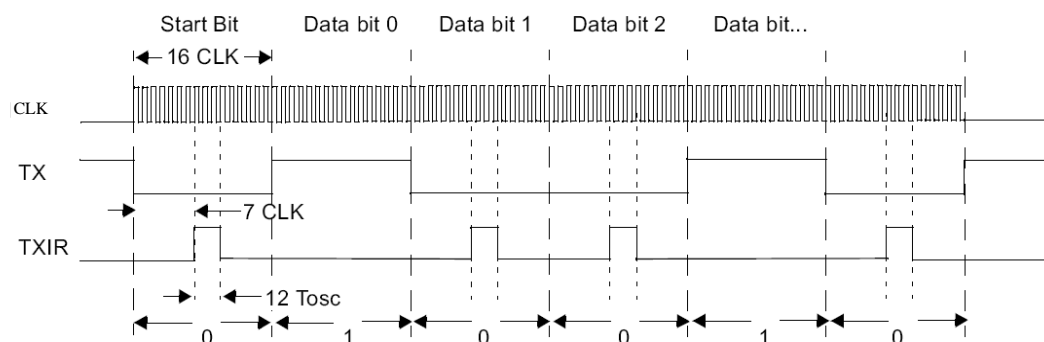 Start Bit Data bit 0 Data bit 1 Data bit 2 Data bit...
16 CLK
CLK
TX
7 CLK
TXIR
12 Tosc
0 1 0 0 1 0